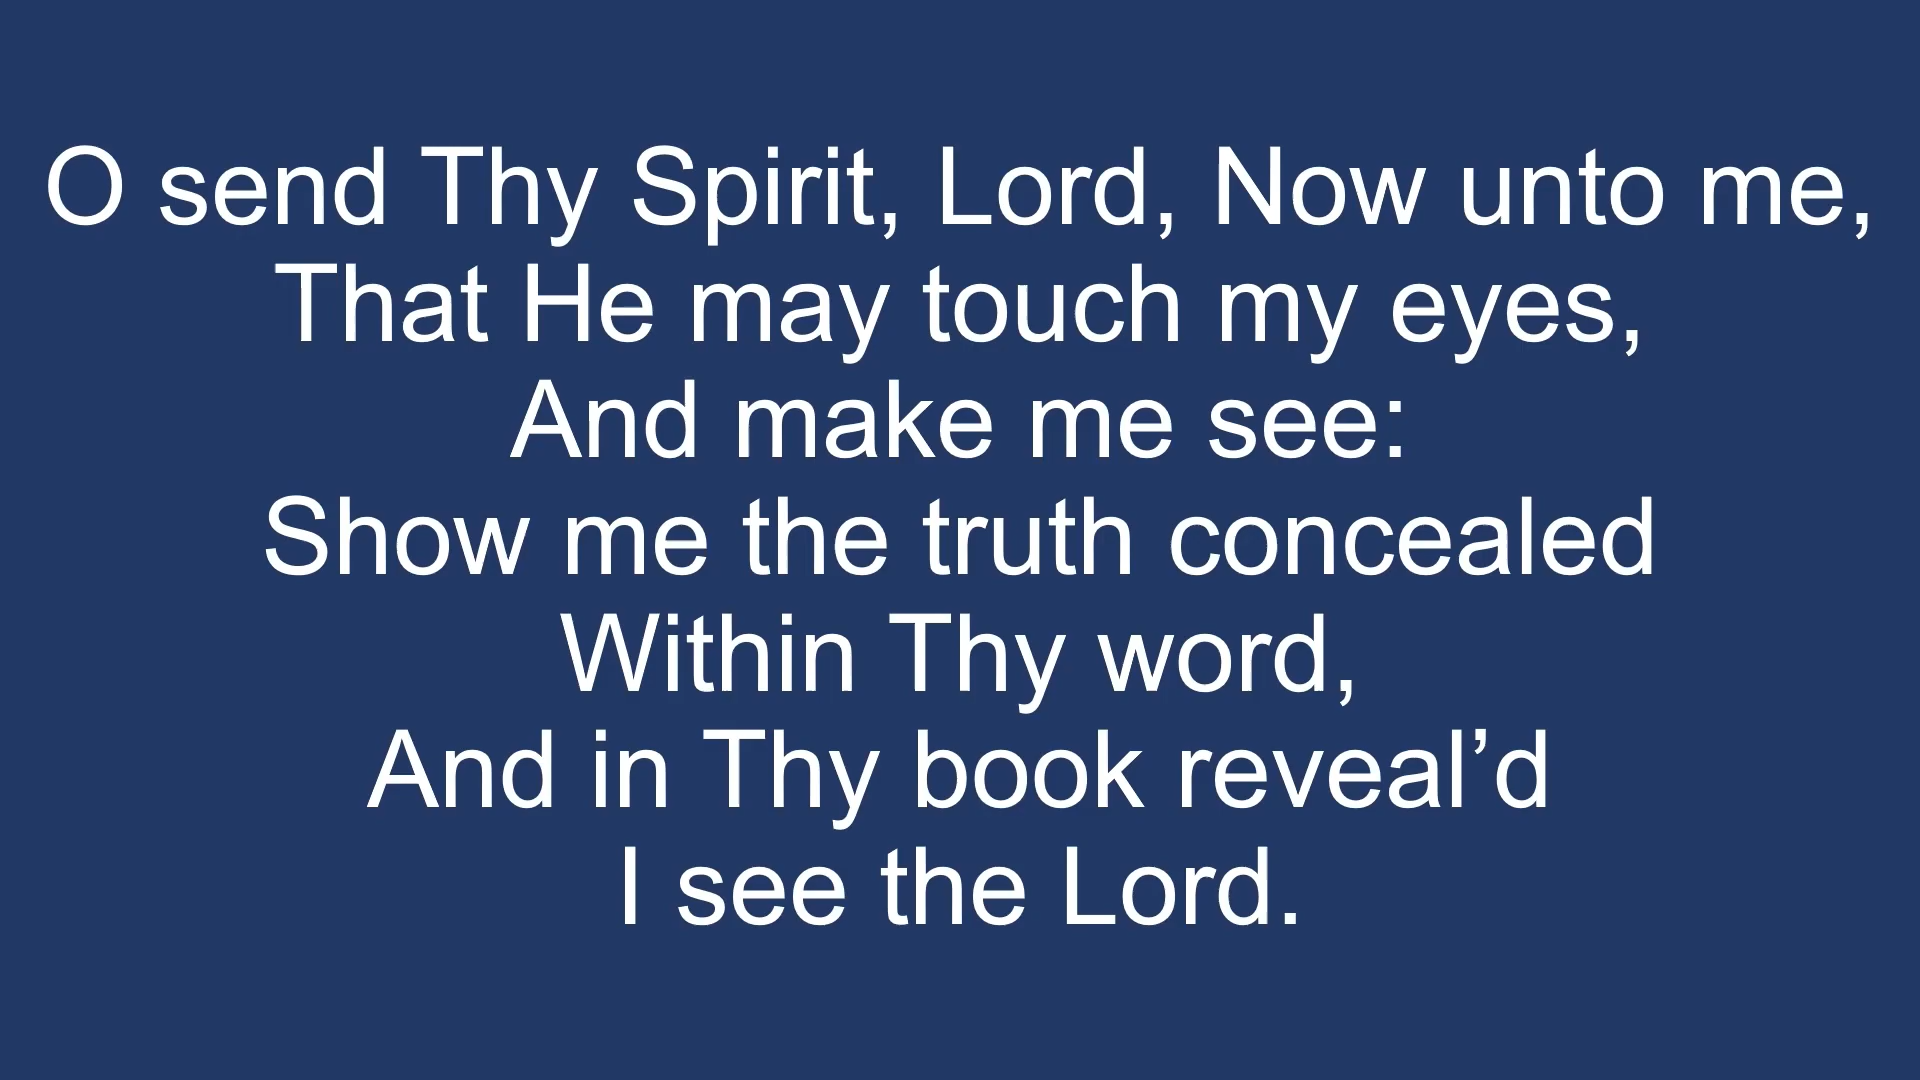 O send Thy Spirit, Lord, Now unto me,
That He may touch my eyes,
And make me see:
Show me the truth concealed
Within Thy word,
And in Thy book reveal’d
I see the Lord.